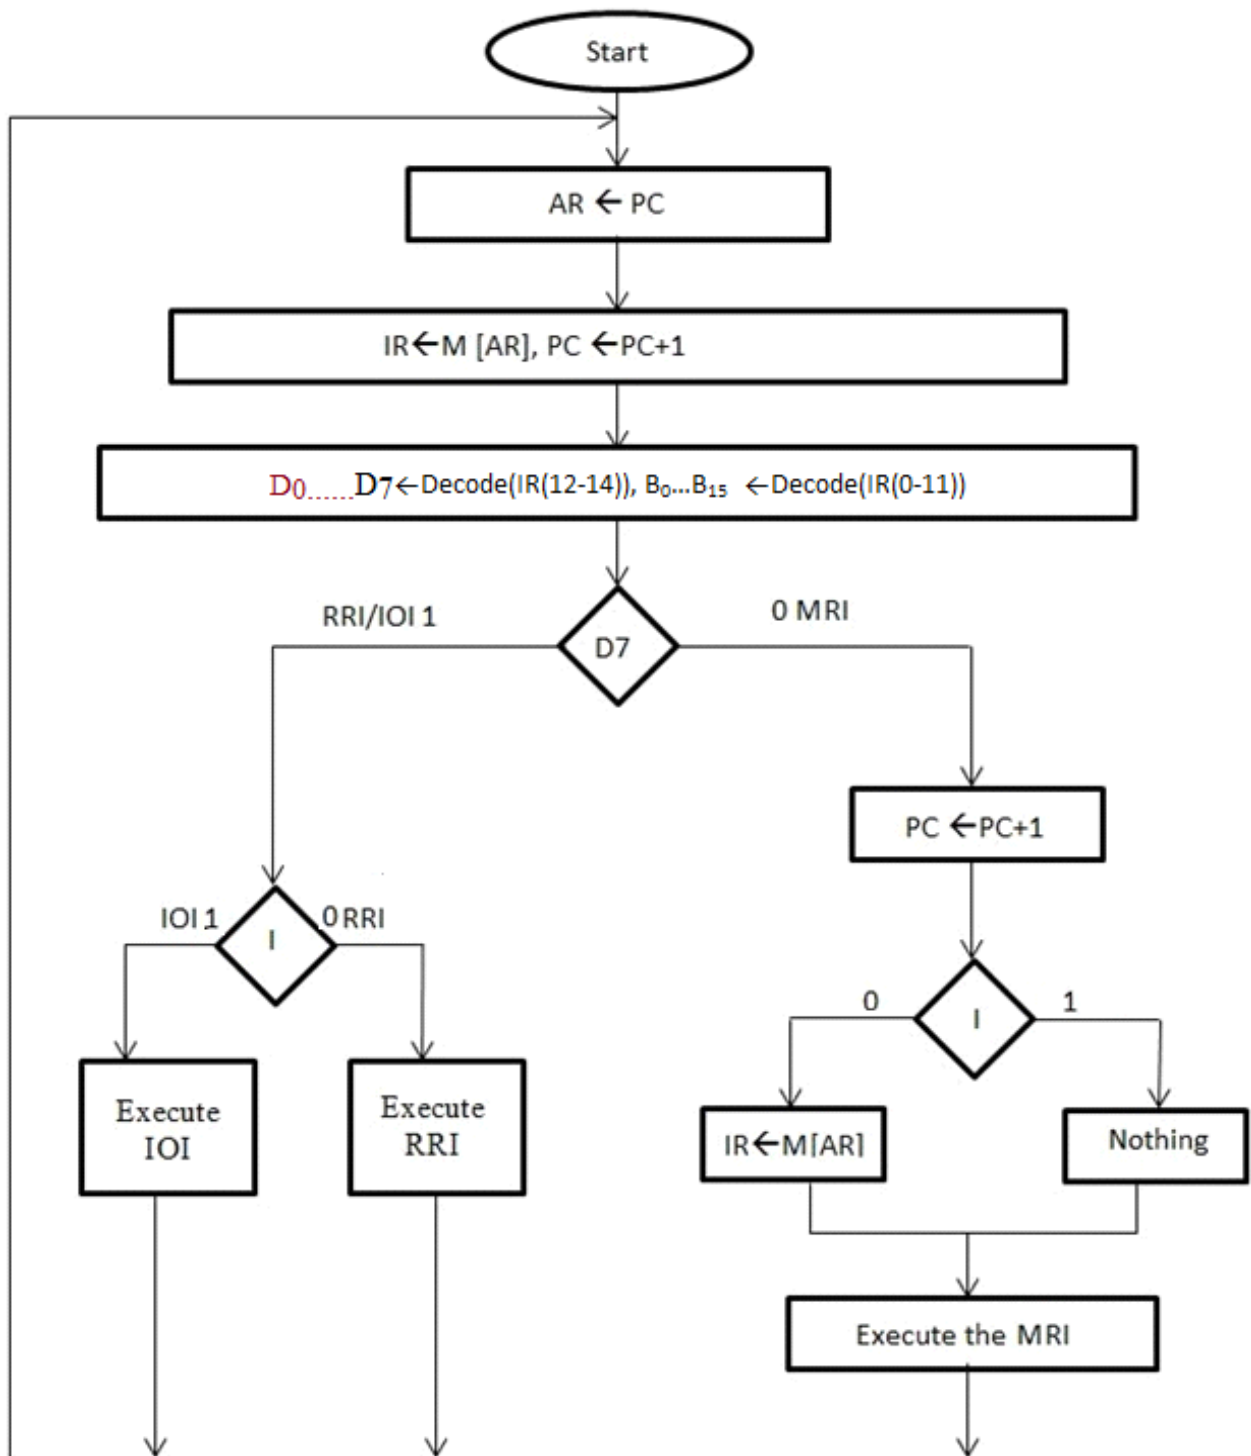 Start
AR ← PC
IR←M [AR], PC ←PC+1
D0......D7←Decode(IR(12-14)), B₀...B₁₅ ←Decode(IR(0-11))
RRI/IOI 1
D7
0 MRI
PC ←PC+1
IOI 1
I
0 RRI
0
I
1
Execute
IOI
Execute
RRI
IR←M[AR]
Nothing
Execute the MRI